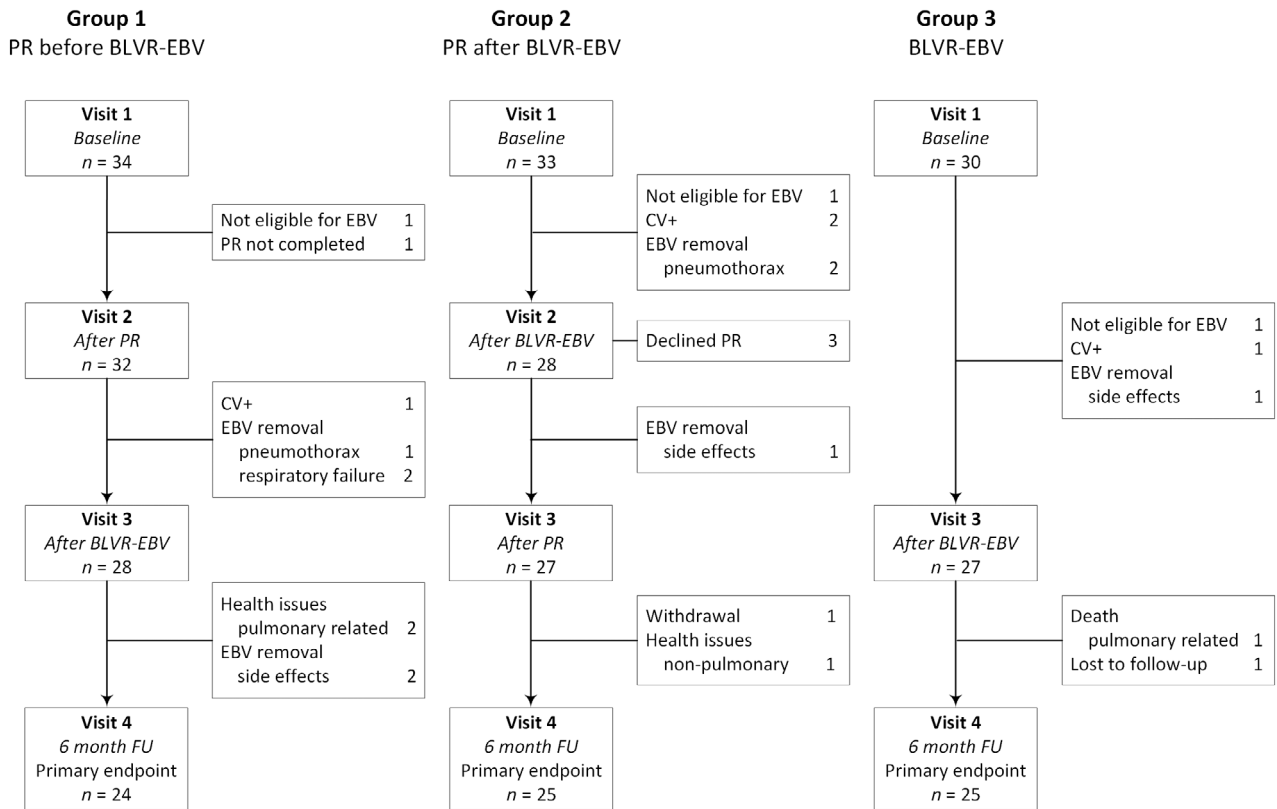 Group 1
PR before BLVR-EBV
Visit 1
Baseline
n = 34
Not eligible for EBV 1
PR not completed 1
Visit 2
After PR
n = 32
CV+ 1
EBV removal
pneumothorax 1
respiratory failure 2
Visit 3
After BLVR-EBV
n = 28
Health issues
pulmonary related 2
EBV removal
side effects 2
Visit 4
6 month FU
Primary endpoint
n = 24
Group 2
PR after BLVR-EBV
Visit 1
Baseline
n = 33
Not eligible for EBV 1
CV+ 2
EBV removal
pneumothorax 2
Visit 2
After BLVR-EBV
n = 28
Declined PR 3
EBV removal
side effects 1
Visit 3
After PR
n = 27
Withdrawal 1
Health issues
non-pulmonary 1
Visit 4
6 month FU
Primary endpoint
n = 25
Group 3
BLVR-EBV
Visit 1
Baseline
n = 30
Not eligible for EBV 1
CV+ 1
EBV removal
side effects 1
Visit 3
After BLVR-EBV
n = 27
Death
pulmonary related 1
Lost to follow-up 1
Visit 4
6 month FU
Primary endpoint
n = 25